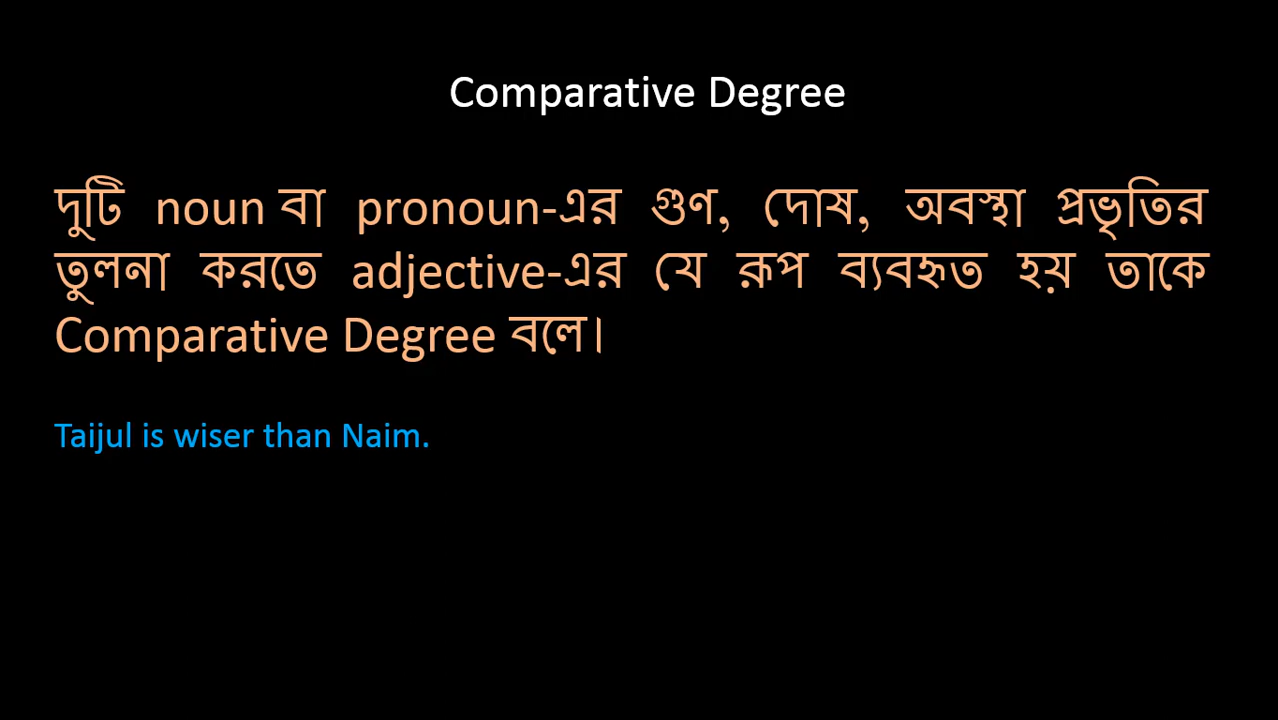 Comparative Degree
দুটি noun বা pronoun-এর গুণ, দোষ, অবস্থা প্রভৃতির
তুলনা করতে adjective-এর যে রূপ ব্যবহৃত হয় তাকে
Comparative Degree বলে।
Taijul is wiser than Naim.